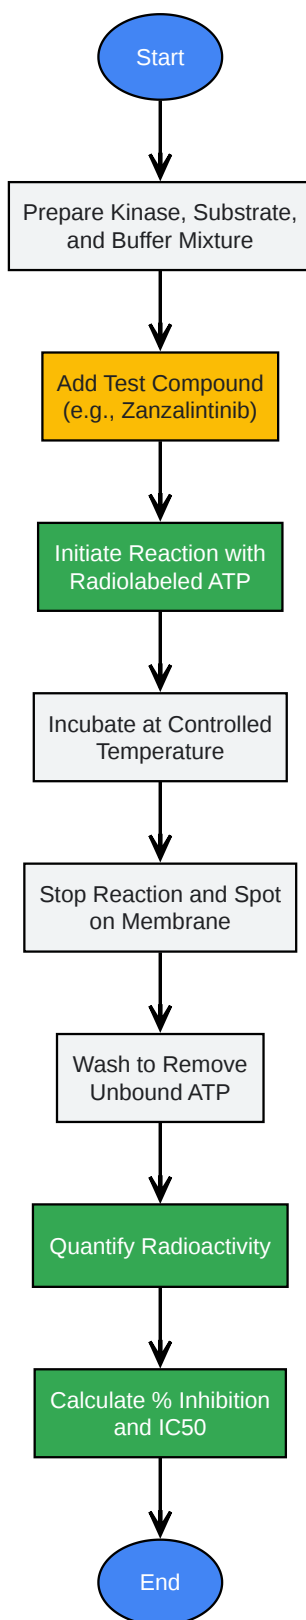 Start
Prepare Kinase, Substrate,
and Buffer Mixture
Add Test Compound
(e.g., Zanzalintinib)
Initiate Reaction with
Radiolabeled ATP
Incubate at Controlled
Temperature
Stop Reaction and Spot
on Membrane
Wash to Remove
Unbound ATP
Quantify Radioactivity
Calculate % Inhibition
and IC50
End